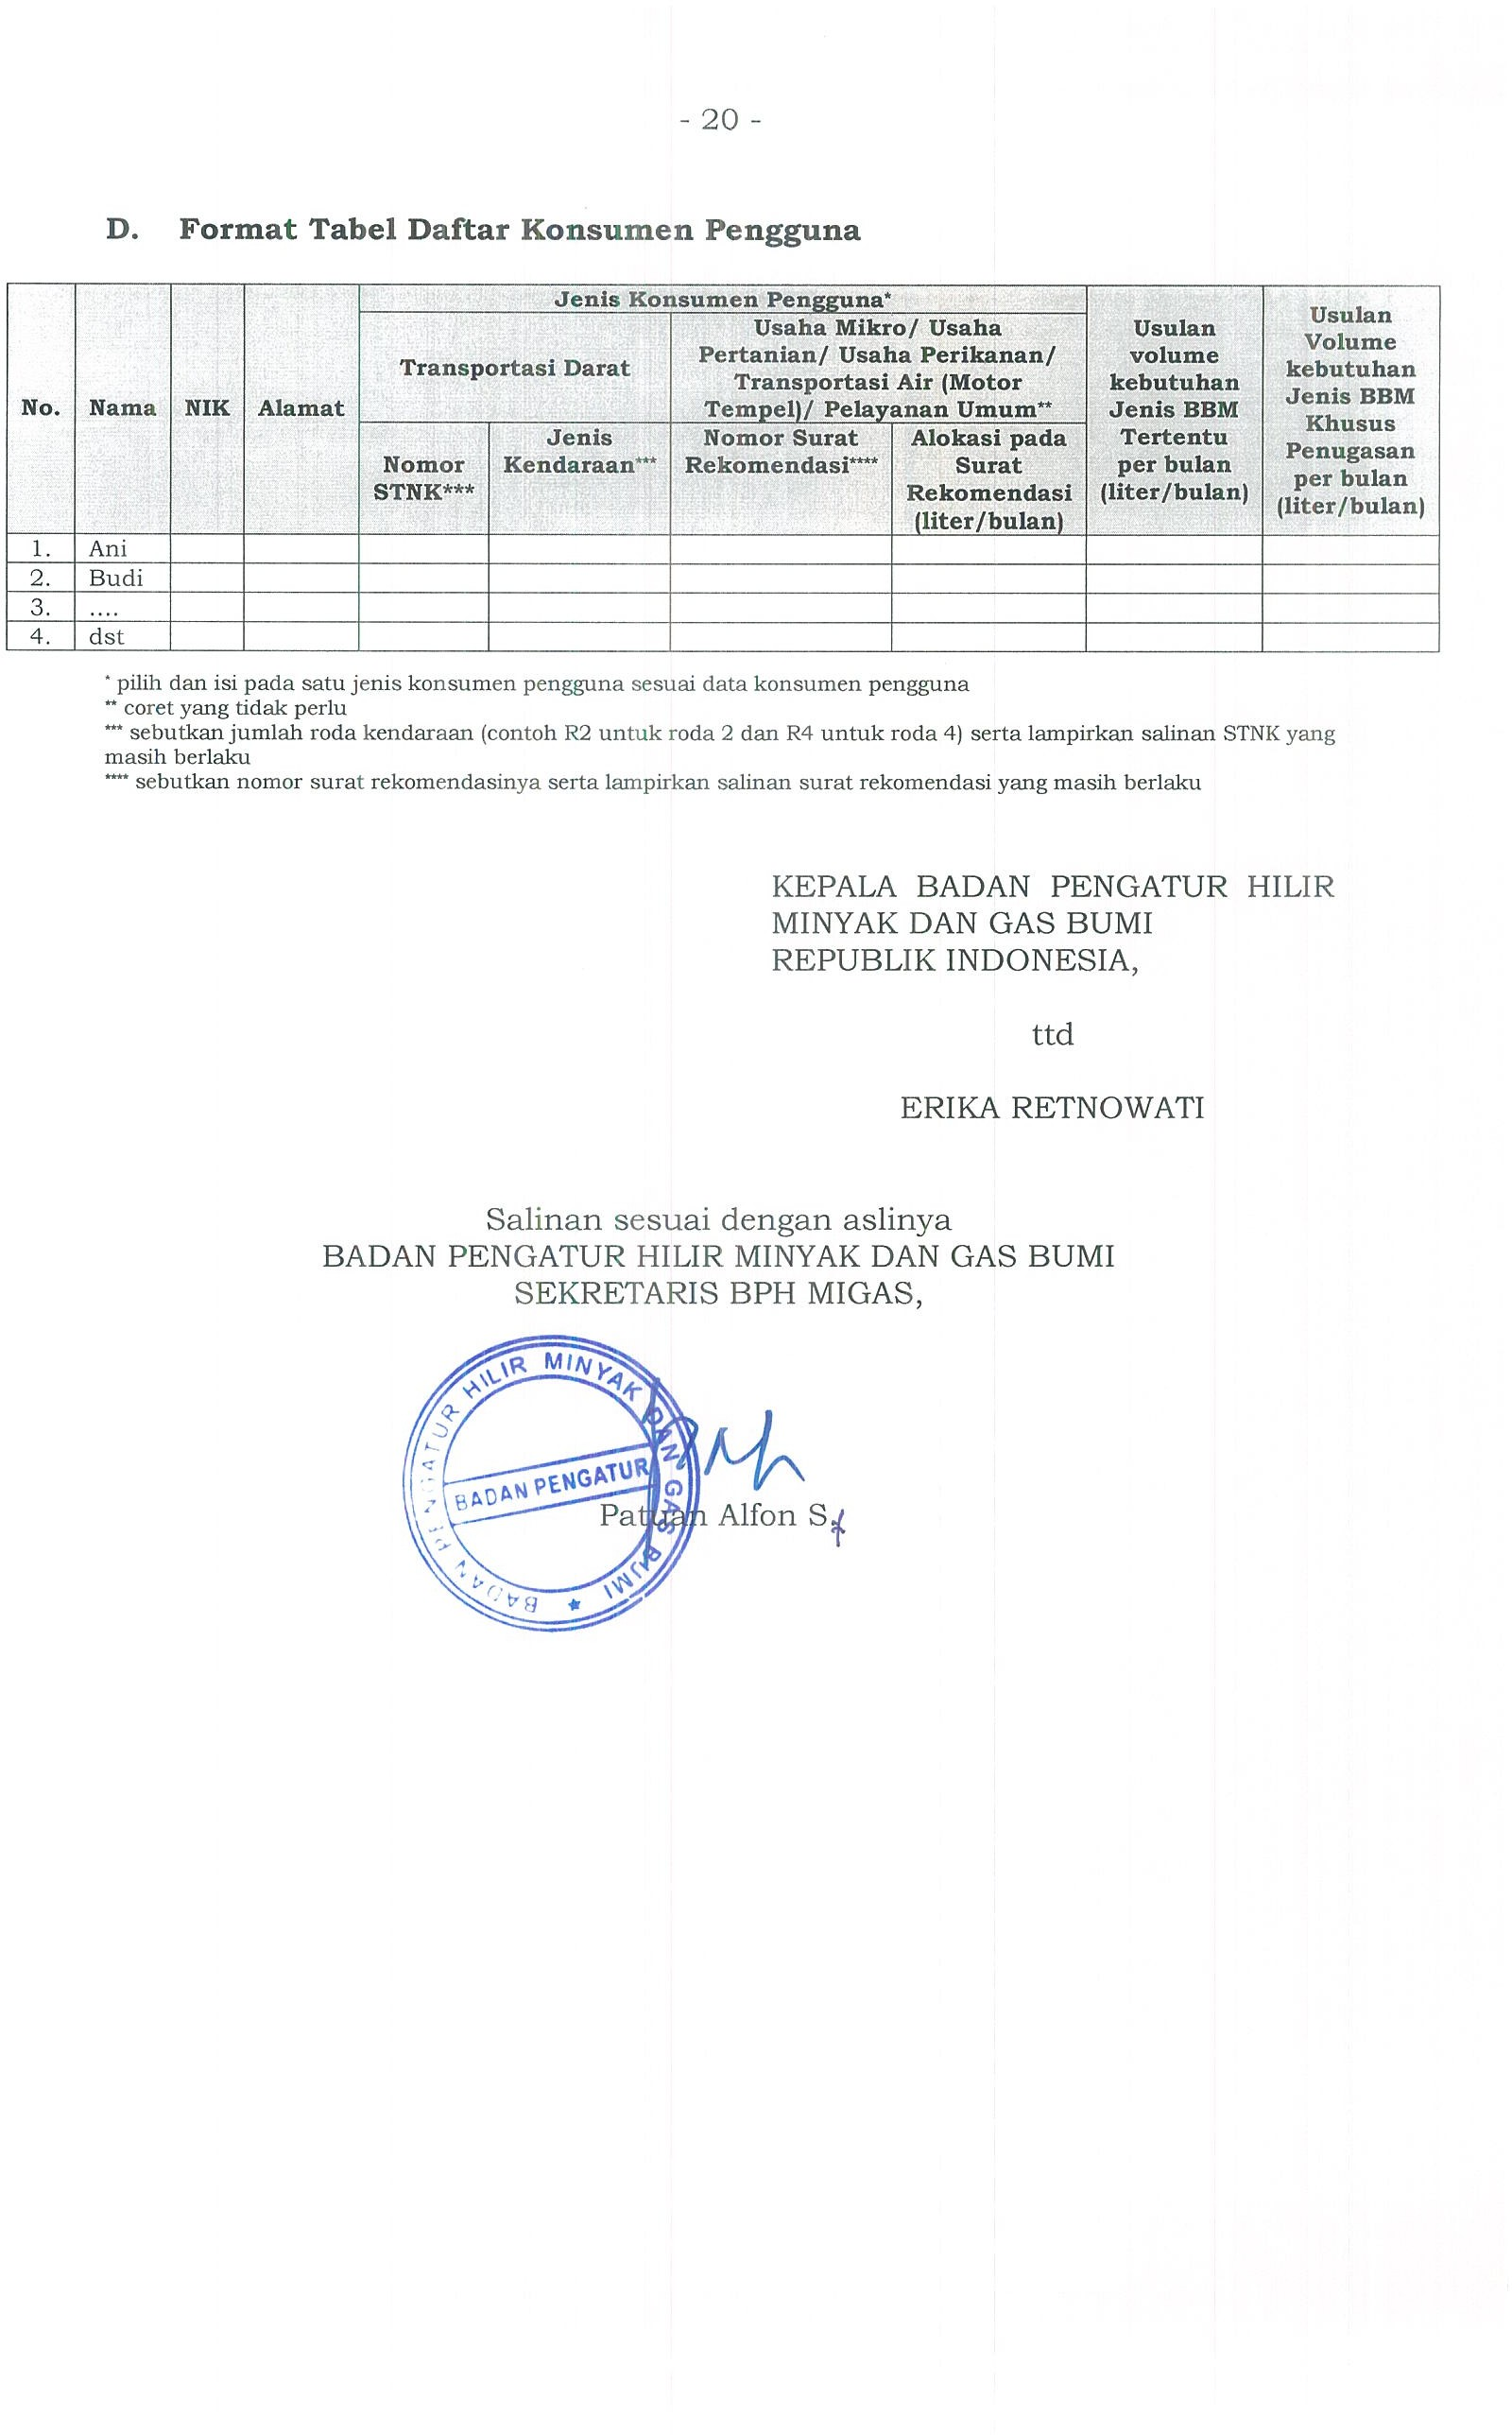 - 20 -
D. Format Tabel Daftar Konsumen Pengguna
No.
Nama
NIK
Alamat
Jenis Konsumen Pengguna*
Transportasi Darat
Usaha Mikro/ Usaha
Pertanian/ Usaha Perikanan/
Transportasi Air (Motor
Tempel)/ Pelayanan Umum**
Nomor
STNK***
Jenis
Kendaraan***
Nomor Surat
Rekomendasi****
Alokasi pada
Surat
Rekomendasi
(liter/bulan)
Usulan
volume
kebutuhan
Jenis BBM
Tertentu
per bulan
(liter/bulan)
Usulan
Volume
kebutuhan
Jenis BBM
Khusus
Penugasan
per bulan
(liter/bulan)
1. Ani
2. Budi
3. ....
4. dst
* pilih dan isi pada satu jenis konsumen pengguna sesuai data konsumen pengguna
** coret yang tidak perlu
*** sebutkan jumlah roda kendaraan (contoh R2 untuk roda 2 dan R4 untuk roda 4) serta lampirkan salinan STNK yang
masih berlaku
**** sebutkan nomor surat rekomendasinya serta lampirkan salinan surat rekomendasi yang masih berlaku
KEPALA BADAN PENGATUR HILIR
MINYAK DAN GAS BUMI
REPUBLIK INDONESIA,
ttd
ERIKA RETNOWATI
Salinan sesuai dengan aslinya
BADAN PENGATUR HILIR MINYAK DAN GAS BUMI
SEKRETARIS BPH MIGAS,
BADAN PENGATUR HILIR MINYAK DAN GAS BUMI
BADAN PENGATUR
Patuan Alfon S.